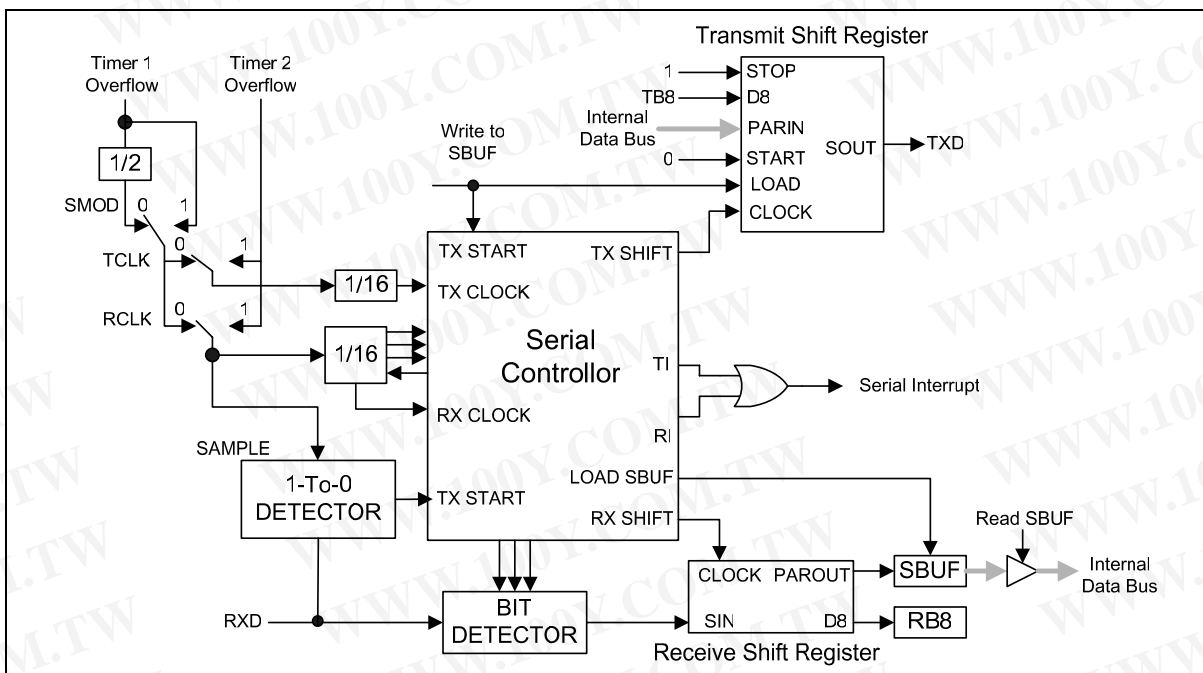 Transmit Shift Register
Timer 1
Overflow
Timer 2
Overflow
1
STOP
TB8
D8
Internal
Data Bus
PARIN
SOUT
TXD
0
START
LOAD
CLOCK
Write to
SBUF
1/2
SMOD
0
1
TCLK
0
1
RCLK
0
1
1/16
1/16
TX START
TX SHIFT
TX CLOCK
Serial
Controllor
TI
Serial Interrupt
RX CLOCK
RI
SAMPLE
1-To-0
DETECTOR
TX START
LOAD SBUF
RX SHIFT
Read SBUF
CLOCK
PAROUT
SBUF
Internal
Data Bus
RXD
BIT
DETECTOR
SIN
D8
RB8
Receive Shift Register
WWW.100Y.COM.TW